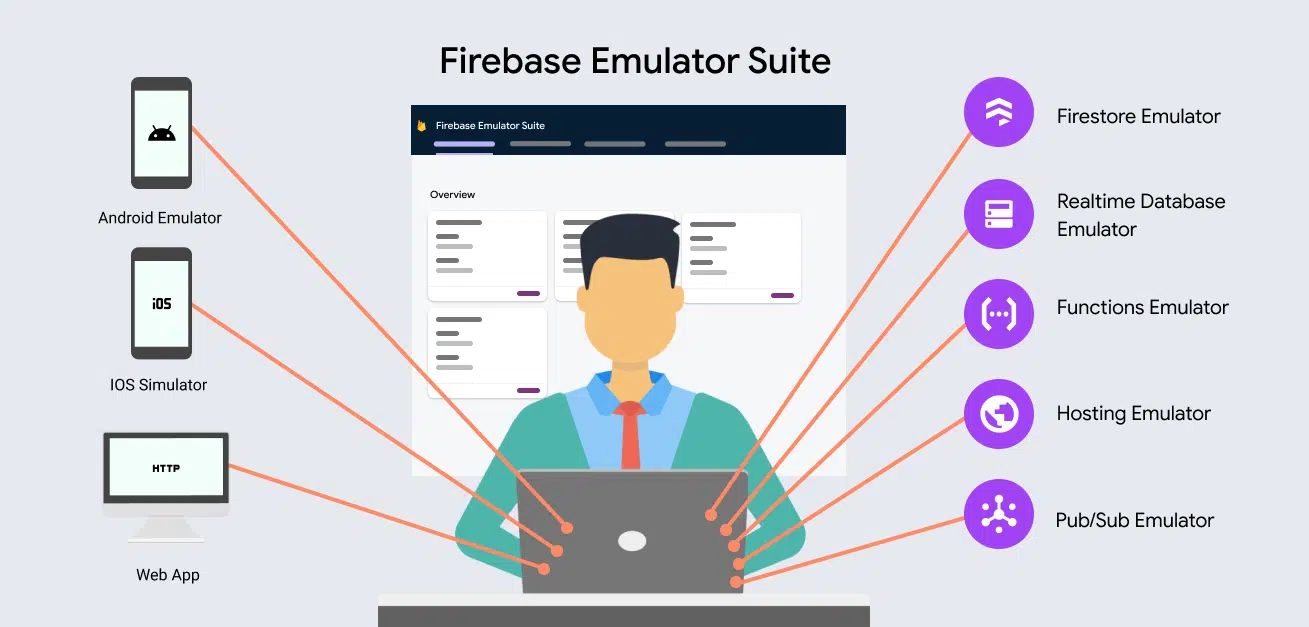 Firebase Emulator Suite
Firebase Emulator Suite
Overview
Android Emulator
iOS
IOS Simulator
HTTP
Web App
Firestore Emulator
Realtime Database
Emulator
Functions Emulator
Hosting Emulator
Pub/Sub Emulator